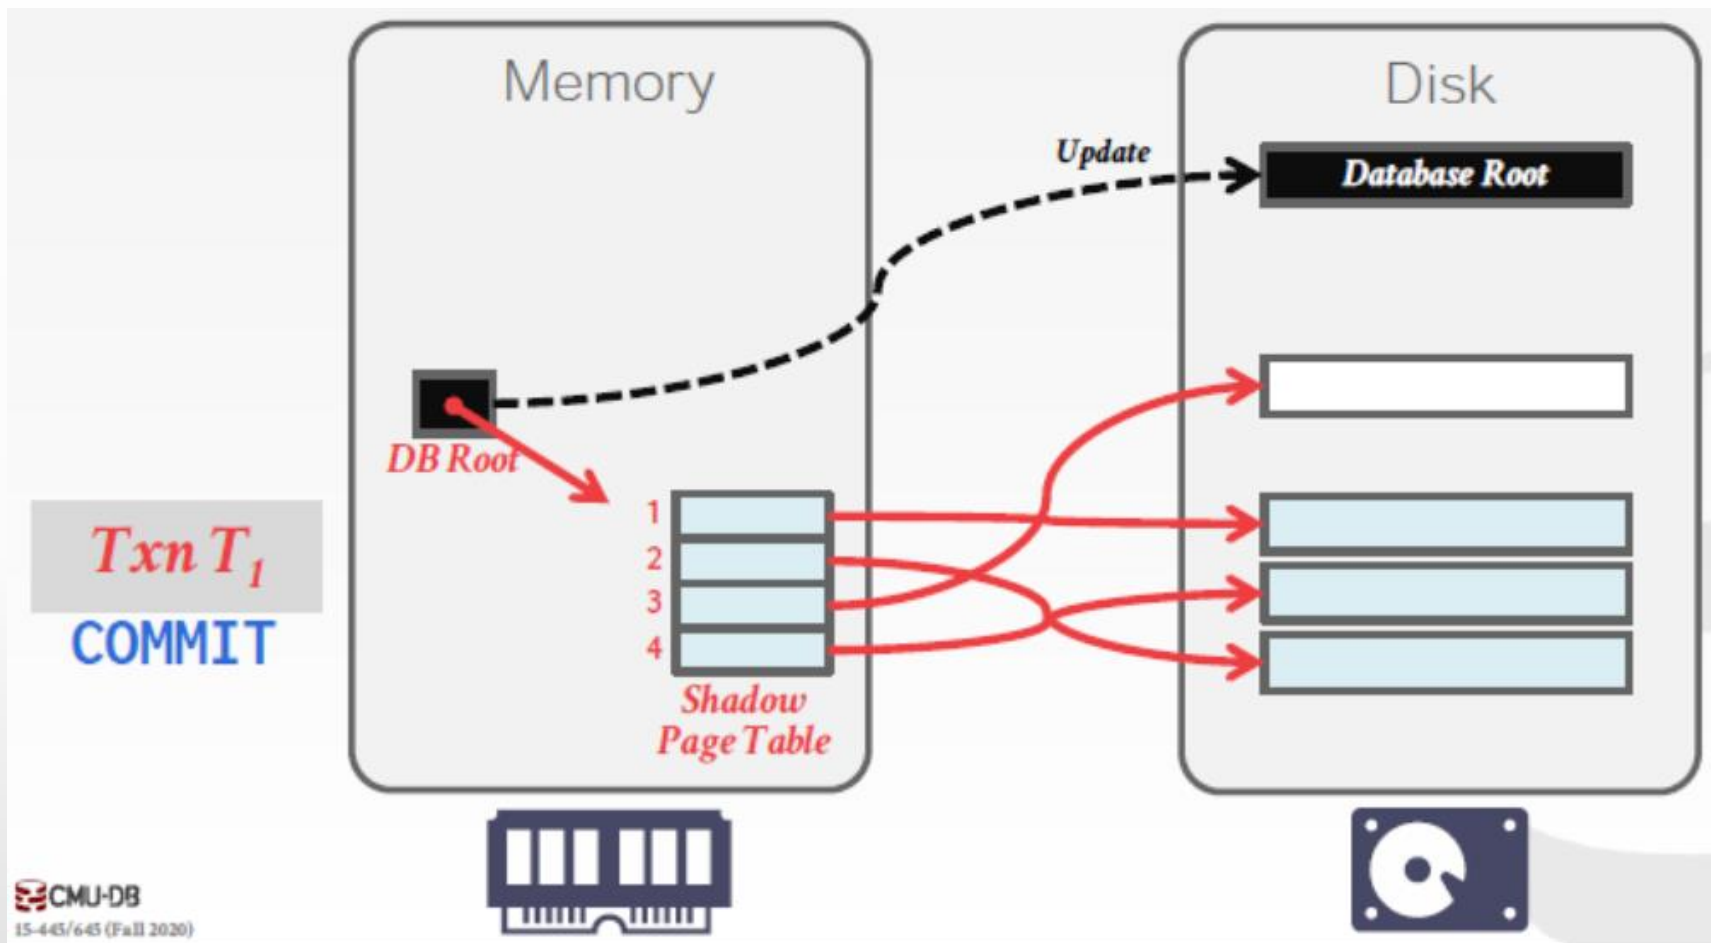 Memory
Disk
Update
Database Root
DB Root
Txn T1
COMMIT
1
2
3
4
Shadow
Page Table
CMU-DB
15-445/645 (Fall 2020)